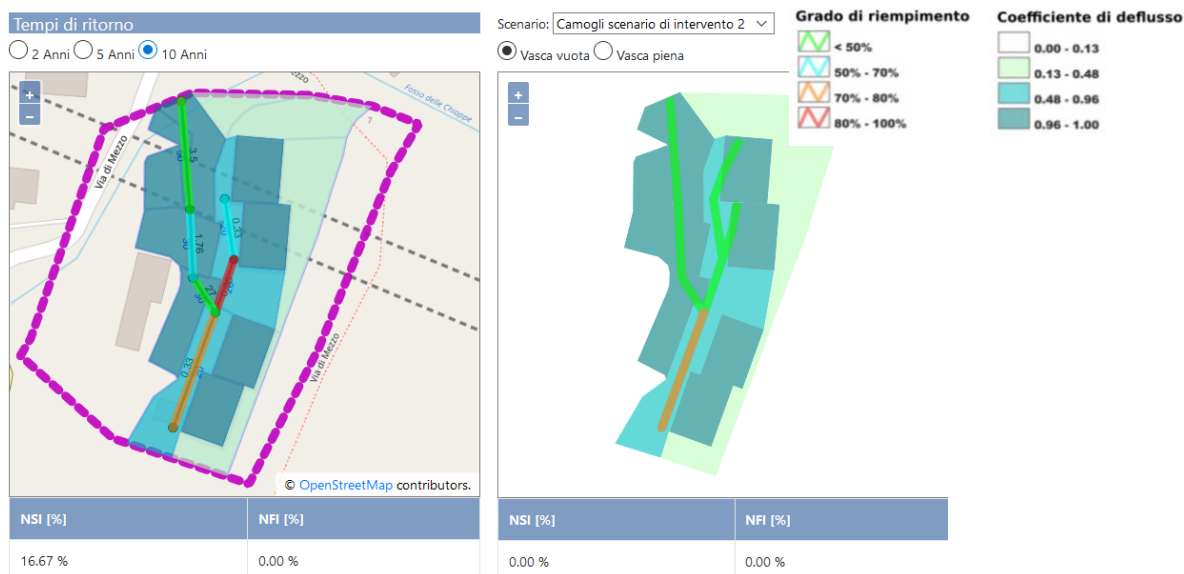 Tempi di ritorno
2 Anni 5 Anni 10 Anni
Scenario: Camogli scenario di intervento 2
Vasca vuota Vasca piena
Grado di riempimento
< 50%
50% - 70%
70% - 80%
80% - 100%
Coefficiente di deflusso
0.00 - 0.13
0.13 - 0.48
0.48 - 0.96
0.96 - 1.00
+
−
Fosso delle Chiappe
Via di Mezzo
3.5
1.76
0.33
27
0.33
Via di Mezzo
© OpenStreetMap contributors.
+
−
NSI [%] NFI [%]
16.67 % 0.00 %
NSI [%] NFI [%]
0.00 % 0.00 %